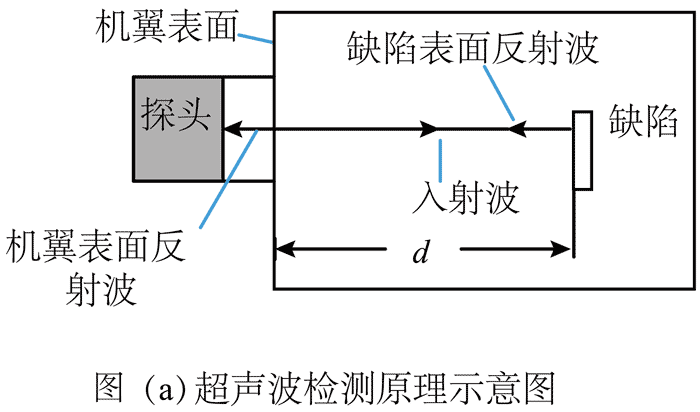 机翼表面
缺陷表面反射波
探头
缺陷
入射波
机翼表面反
射波
d
图 (a)超声波检测原理示意图